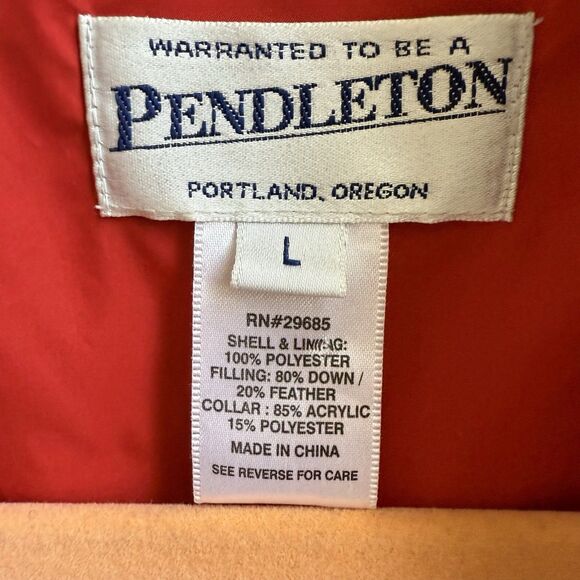 WARRANTED TO BE A
PENDLETON
PORTLAND, OREGON
L
RN#29685
SHELL & LINING:
100% POLYESTER
FILLING: 80% DOWN /
20% FEATHER
COLLAR : 85% ACRYLIC
15% POLYESTER
MADE IN CHINA
SEE REVERSE FOR CARE